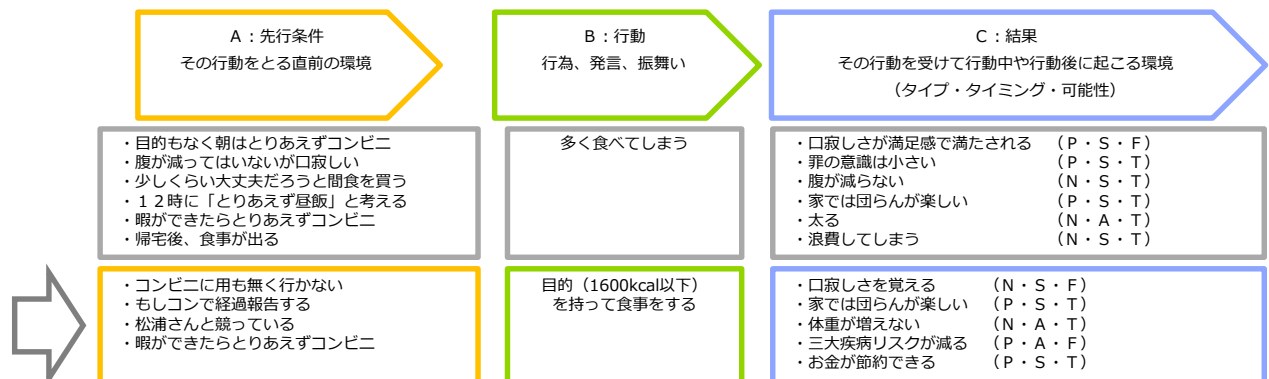 A：先行条件
その行動をとる直前の環境
B：行動
行為、発言、振舞い
C：結果
その行動を受けて行動中や行動後に起こる環境
（タイプ・タイミング・可能性）
・目的もなく朝はとりあえずコンビニ
・腹が減ってはいないが口寂しい
・少しくらい大丈夫だろうと間食を買う
・１２時に「とりあえず昼飯」と考える
・暇ができたらとりあえずコンビニ
・帰宅後、食事が出る
多く食べてしまう
・口寂しさが満足感で満たされる　（Ｐ・Ｓ・Ｆ）
・罪の意識は小さい　（Ｐ・Ｓ・Ｔ）
・腹が減らない　（Ｎ・Ｓ・Ｔ）
・家では団らんが楽しい　（Ｐ・Ｓ・Ｔ）
・太る　（Ｎ・Ａ・Ｔ）
・浪費してしまう　（Ｎ・Ｓ・Ｔ）
・コンビニに用も無く行かない
・もしコンで経過報告する
・松浦さんと競っている
・暇ができたらとりあえずコンビニ
目的（1600kcal以下）
を持って食事をする
・口寂しさを覚える　（Ｎ・Ｓ・Ｆ）
・家では団らんが楽しい　（Ｐ・Ｓ・Ｔ）
・体重が増えない　（Ｎ・Ａ・Ｔ）
・三大疾病リスクが減る　（Ｐ・Ａ・Ｆ）
・お金が節約できる　（Ｐ・Ｓ・Ｔ）